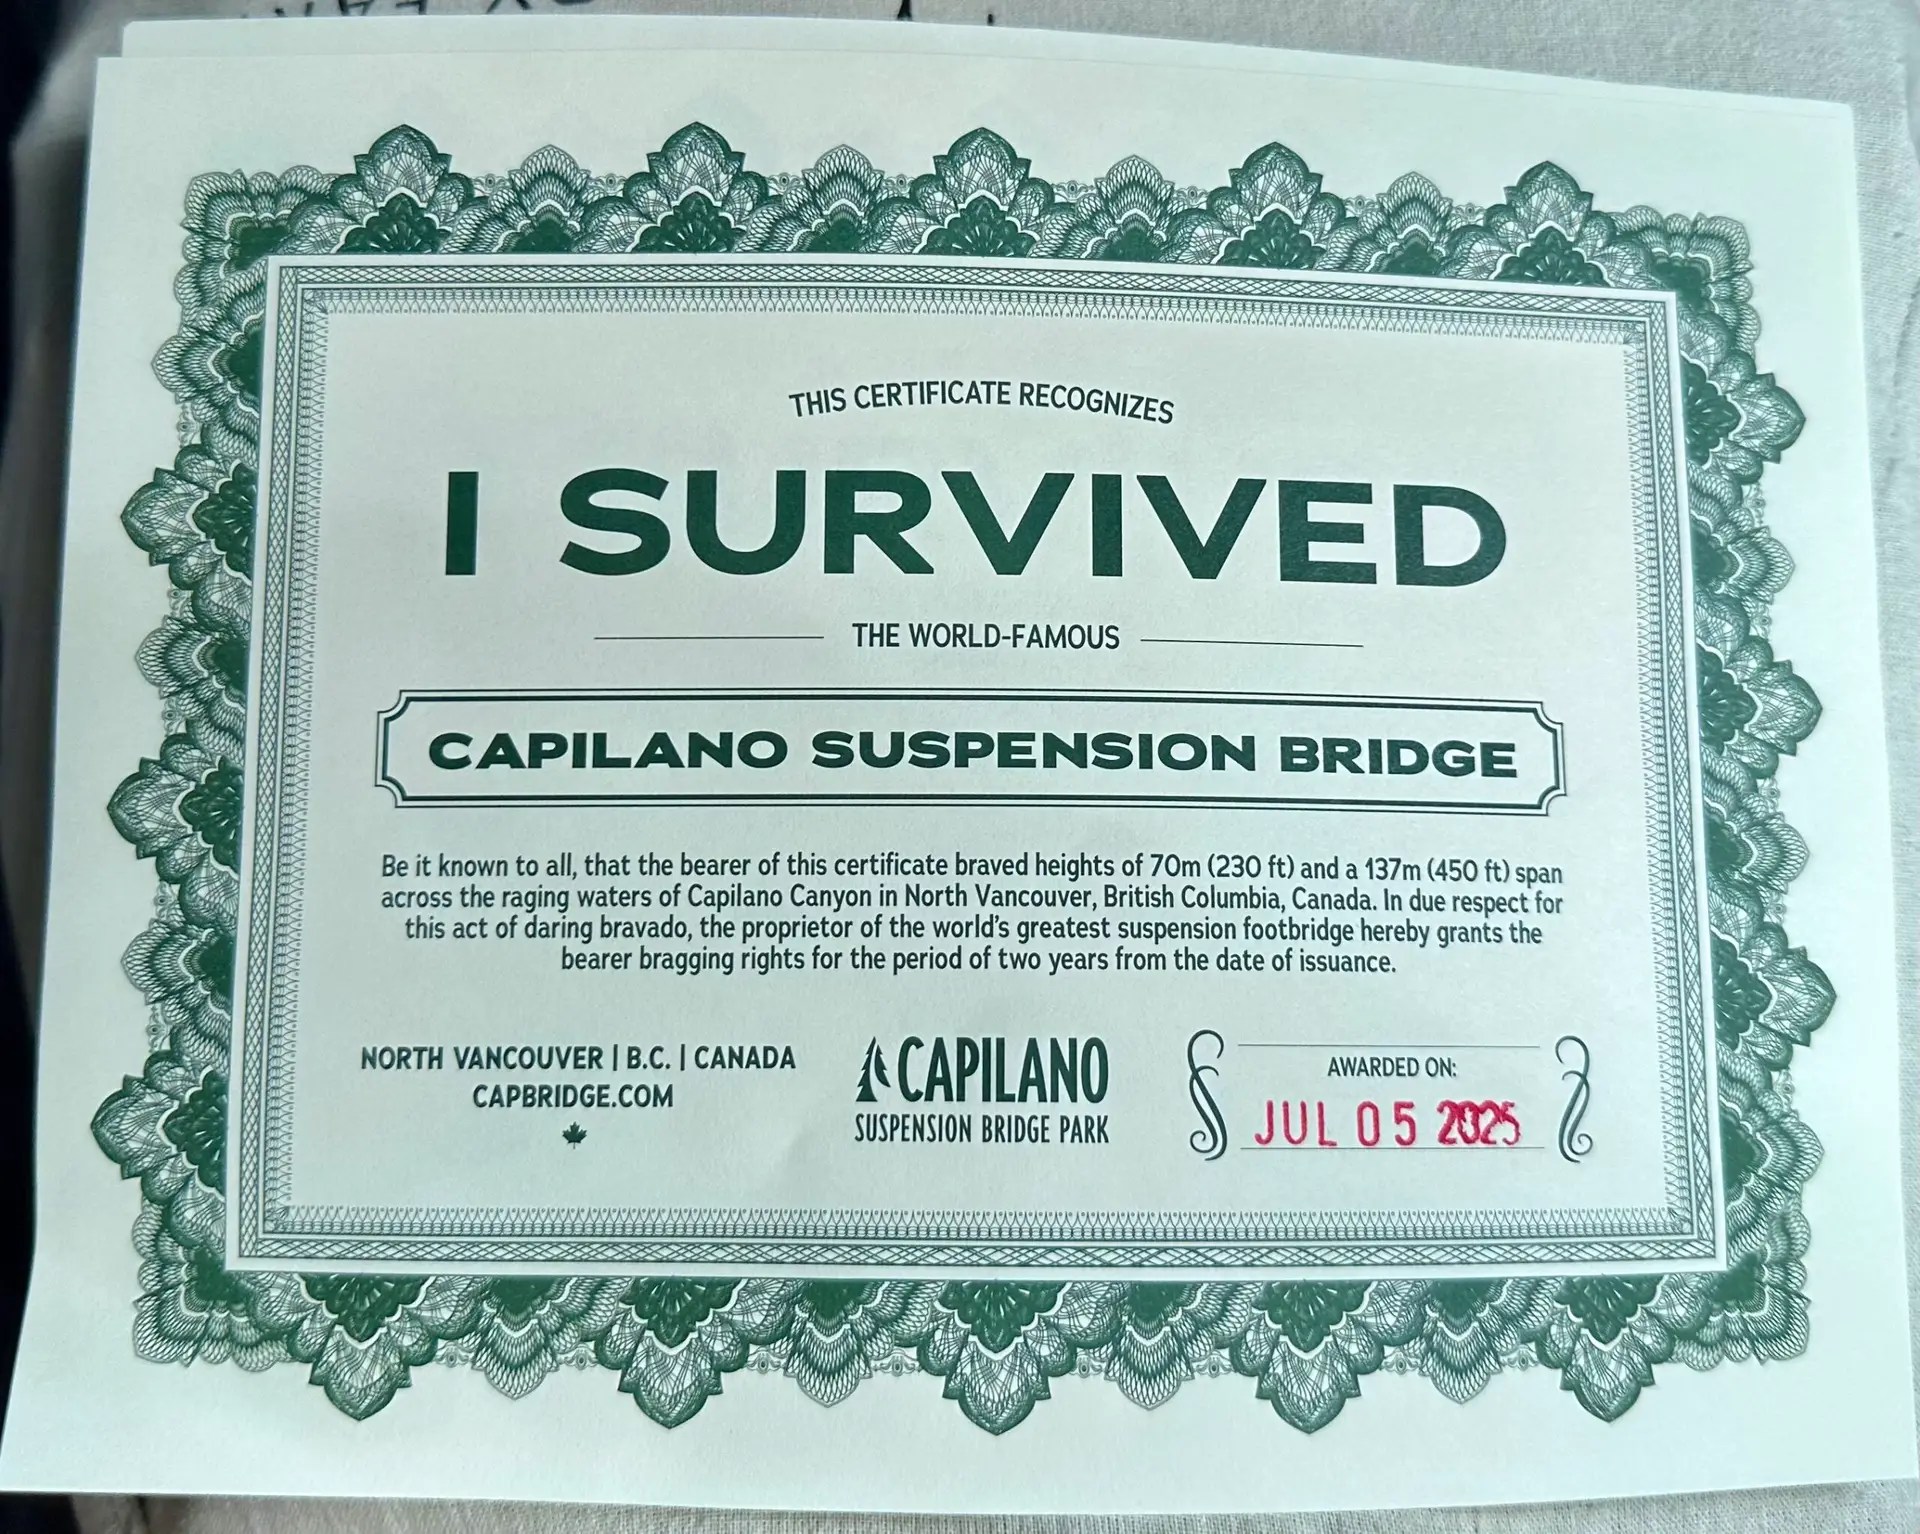 THIS CERTIFICATE RECOGNIZES
I SURVIVED
THE WORLD-FAMOUS
CAPILANO SUSPENSION BRIDGE
Be it known to all, that the bearer of this certificate braved heights of 70m (230 ft) and a 137m (450 ft) span
across the raging waters of Capilano Canyon in North Vancouver, British Columbia, Canada. In due respect for
this act of daring bravado, the proprietor of the world's greatest suspension footbridge hereby grants the
bearer bragging rights for the period of two years from the date of issuance.
NORTH VANCOUVER | B.C. | CANADA
CAPBRIDGE.COM
CAPILANO
SUSPENSION BRIDGE PARK
AWARDED ON:
JUL 05 2025